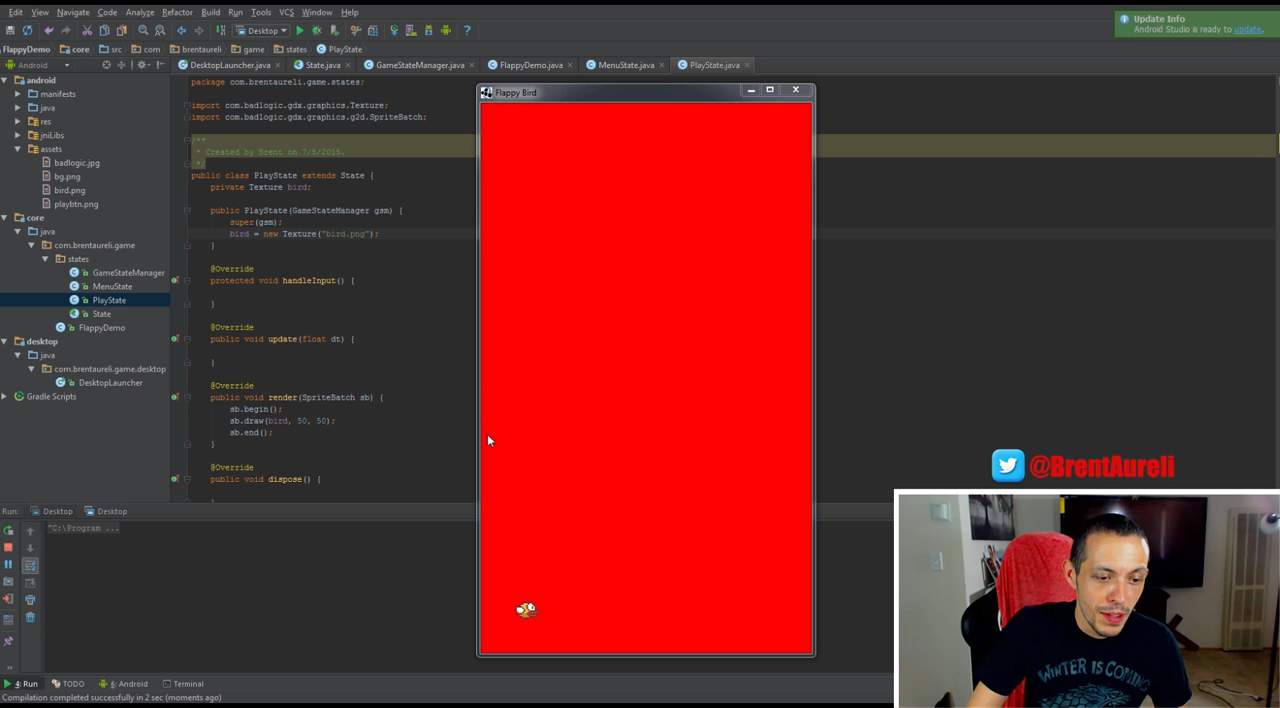 File Edit View Navigate Code Analyze Refactor Build Run Tools VCS Window Help
Update Info
Android Studio is ready to update.
Desktop
FlappyDemo core src com brentaureli game states PlayState
Android
DesktopLauncher.java State.java GameStateManager.java FlappyDemo.java MenuState.java PlayState.java
android
manifests
java
res
jniLibs
assets
badlogic.jpg
bg.png
bird.png
playbtn.png
core
java
com.brentaureli.game
states
GameStateManager
MenuState
PlayState
State
FlappyDemo
desktop
java
com.brentaureli.game.desktop
DesktopLauncher
Gradle Scripts
package com.brentaureli.game.states;
import com.badlogic.gdx.graphics.Texture;
import com.badlogic.gdx.graphics.g2d.SpriteBatch;
/**
* Created by Brent on 7/5/2015.
*/
public class PlayState extends State {
private Texture bird;
public PlayState(GameStateManager gsm) {
super(gsm);
bird = new Texture("bird.png");
}
@Override
protected void handleInput() {
}
@Override
public void update(float dt) {
}
@Override
public void render(SpriteBatch sb) {
sb.begin();
sb.draw(bird, 50, 50);
sb.end();
}
@Override
public void dispose() {
Flappy Bird
@BrentAureli
WINTER IS COMING
Run: Desktop Desktop
"C:\Program ...
4: Run TODO 6: Android Terminal
Compilation completed successfully in 2 sec (moments ago)